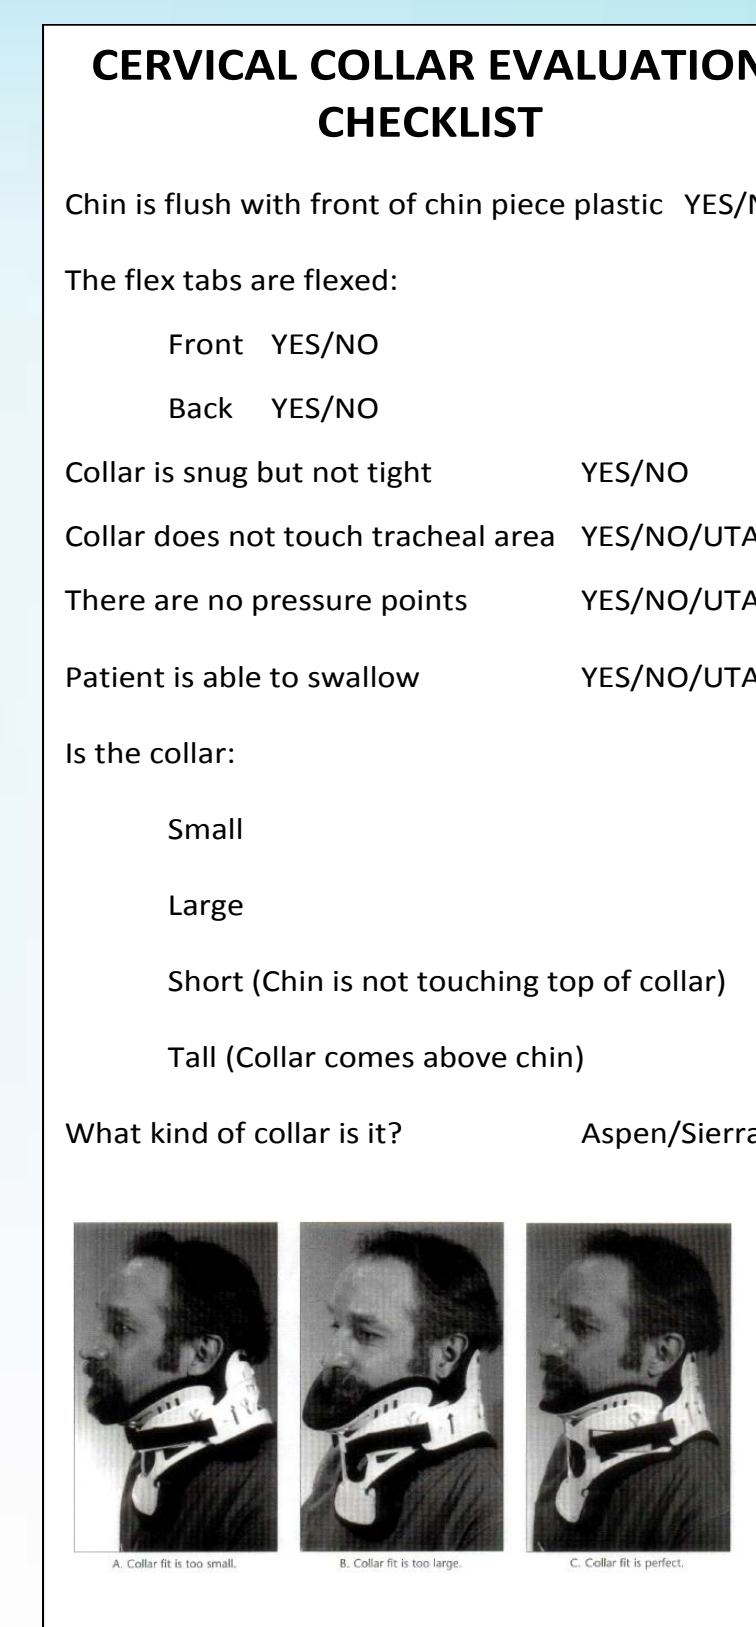 CERVICAL COLLAR EVALUATION
CHECKLIST
Chin is flush with front of chin piece plastic YES/N
The flex tabs are flexed:
Front YES/NO
Back YES/NO
Collar is snug but not tight YES/NO
Collar does not touch tracheal area YES/NO/UTA
There are no pressure points YES/NO/UTA
Patient is able to swallow YES/NO/UTA
Is the collar:
Small
Large
Short (Chin is not touching top of collar)
Tall (Collar comes above chin)
What kind of collar is it? Aspen/Sierra
A. Collar fit is too small.
B. Collar fit is too large.
C. Collar fit is perfect.